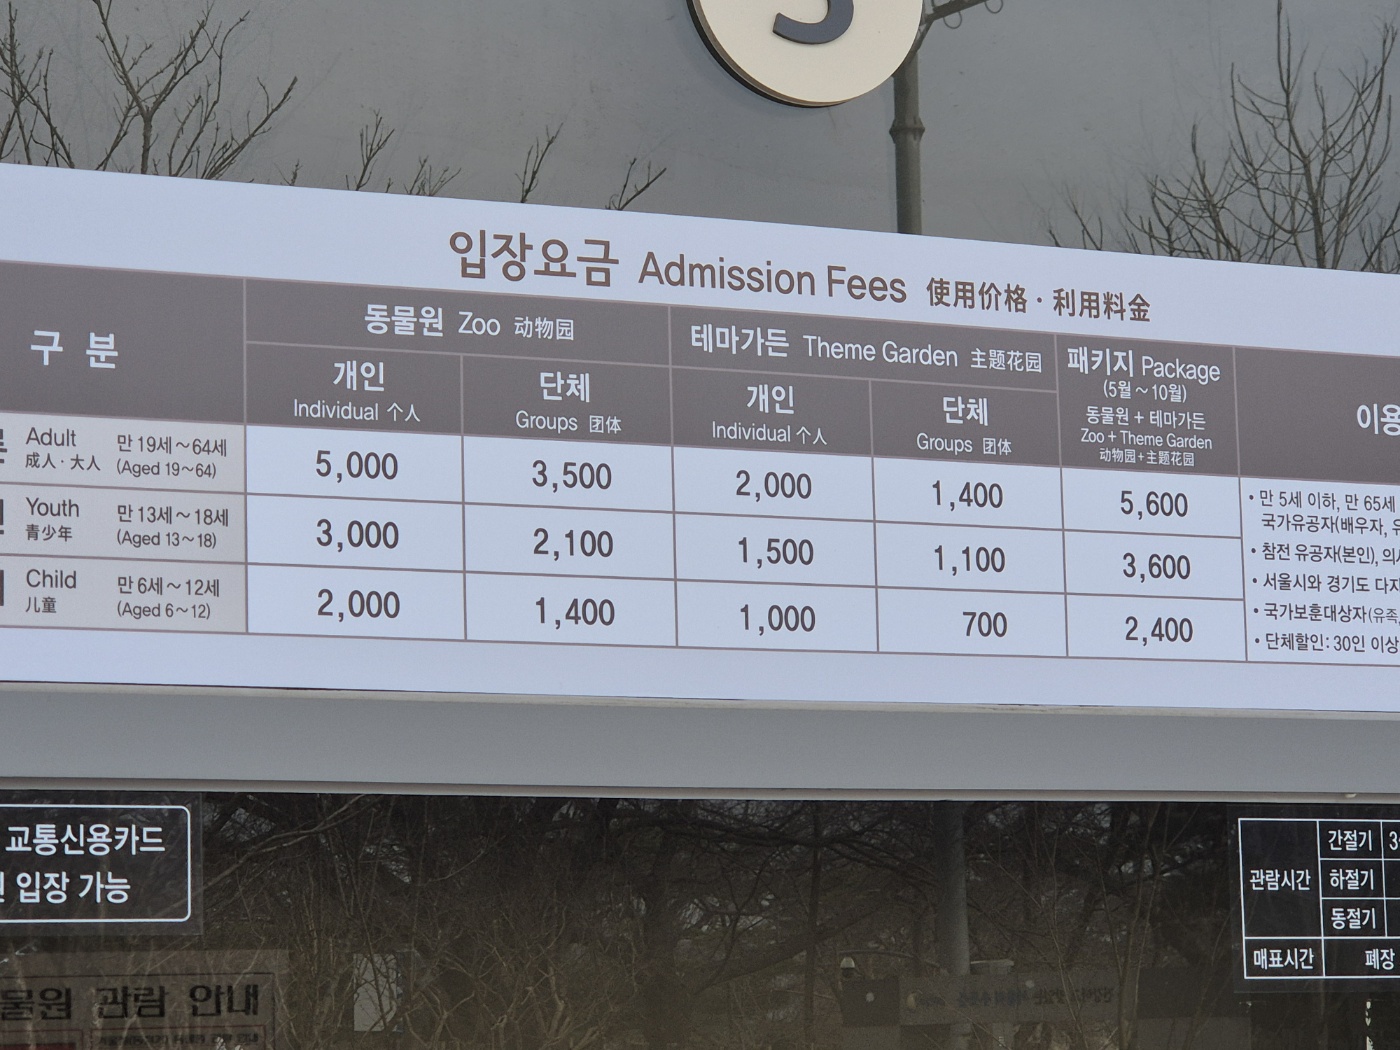 S
입장요금 Admission Fees 使用价格 · 利用料金
구 분
동물원 Zoo 动物园
테마가든 Theme Garden 主题花园
패키지 Package
(5월~10월)
동물원 + 테마가든
Zoo + Theme Garden
动物园+主题花园
개인
Individual 个人
단체
Groups 团体
개인
Individual 个人
단체
Groups 团体
이용
Adult 만 19세~64세
成人 · 大人 (Aged 19~64)
5,000 3,500 2,000 1,400 5,600
Youth 만 13세~18세
青少年 (Aged 13~18)
3,000 2,100 1,500 1,100 3,600
Child 만 6세~12세
儿童 (Aged 6~12)
2,000 1,400 1,000 700 2,400
• 만 5세 이하, 만 65세
국가유공자(배우자,
• 참전 유공자(본인),
• 서울시와 경기도
• 국가보훈대상자(유족,
• 단체할인: 30인 이상
교통신용카드
입장 가능
물원 관람 안내
관람시간 간절기
하절기
동절기
매표시간 폐장